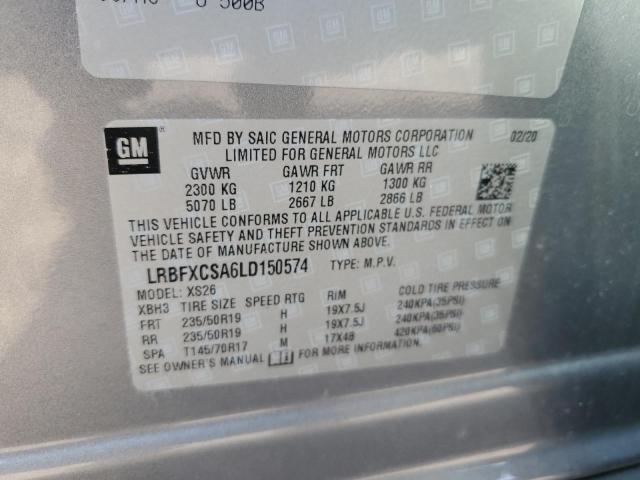 500B
GM
MFD BY SAIC GENERAL MOTORS CORPORATION 02/20
LIMITED FOR GENERAL MOTORS LLC
GVWR GAWR FRT GAWR RR
2300 KG 1210 KG 1300 KG
5070 LB 2667 LB 2866 LB
THIS VEHICLE CONFORMS TO ALL APPLICABLE U.S. FEDERAL MOTOR
VEHICLE SAFETY AND THEFT PREVENTION STANDARDS IN EFFECT ON
THE DATE OF MANUFACTURE SHOWN ABOVE.
LRBFXCSA6LD150574 TYPE: M.P.V.
MODEL: XS26
XBH3 TIRE SIZE SPEED RTG RIM COLD TIRE PRESSURE
FRT 235/50R19 H 19X7.5J 240KPA(35PSI)
RR 235/50R19 H 19X7.5J 240KPA(35PSI)
SPA T145/70R17 M 17X4B 420KPA(60PSI)
SEE OWNER'S MANUAL FOR MORE INFORMATION.